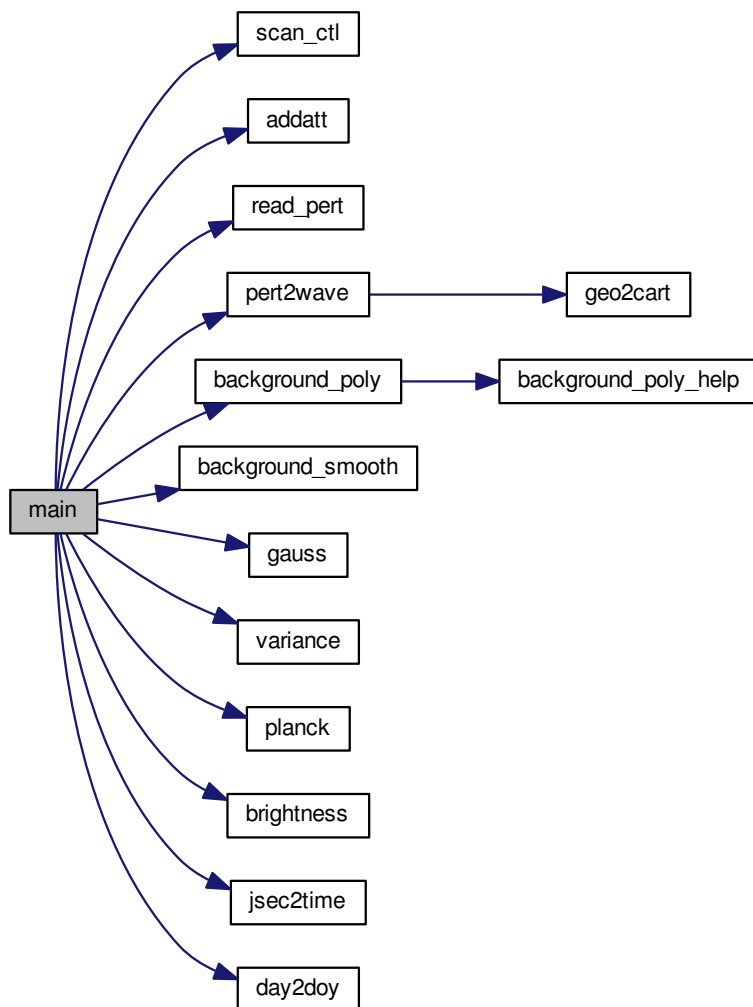 scan_ctl
addatt
read_pert
pert2wave
geo2cart
background_poly
background_poly_help
background_smooth
main
gauss
variance
planck
brightness
jsec2time
day2doy